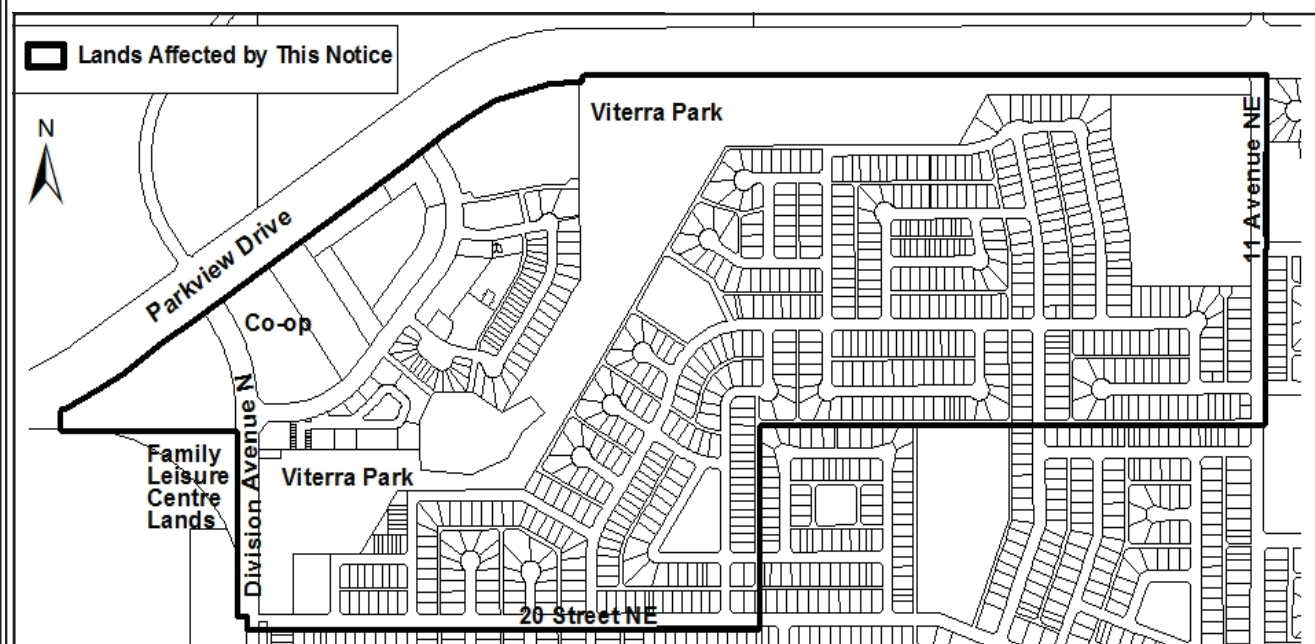 Lands Affected by This Notice
N
Viterra Park
11 Avenue NE
Parkview Drive
Co-op
Division Avenue N
Family
Leisure
Centre
Lands
Viterra Park
20 Street NE